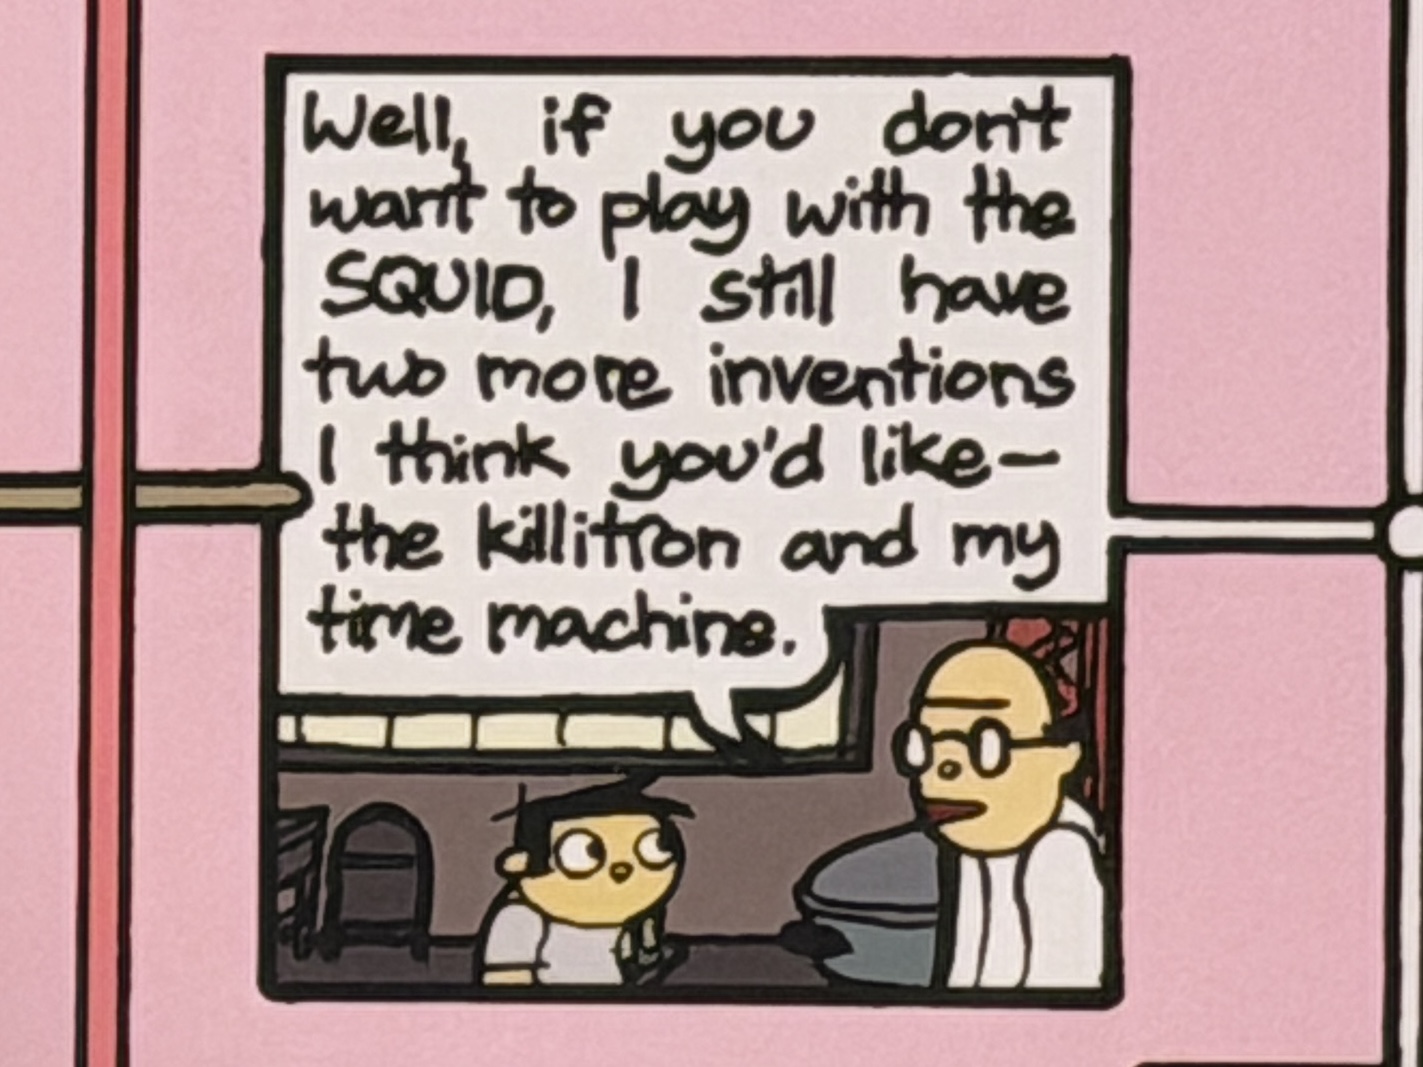 Well, if you don't
want to play with the
SQUID, I still have
two more inventions
I think you'd like—
the killitron and my
time machine.